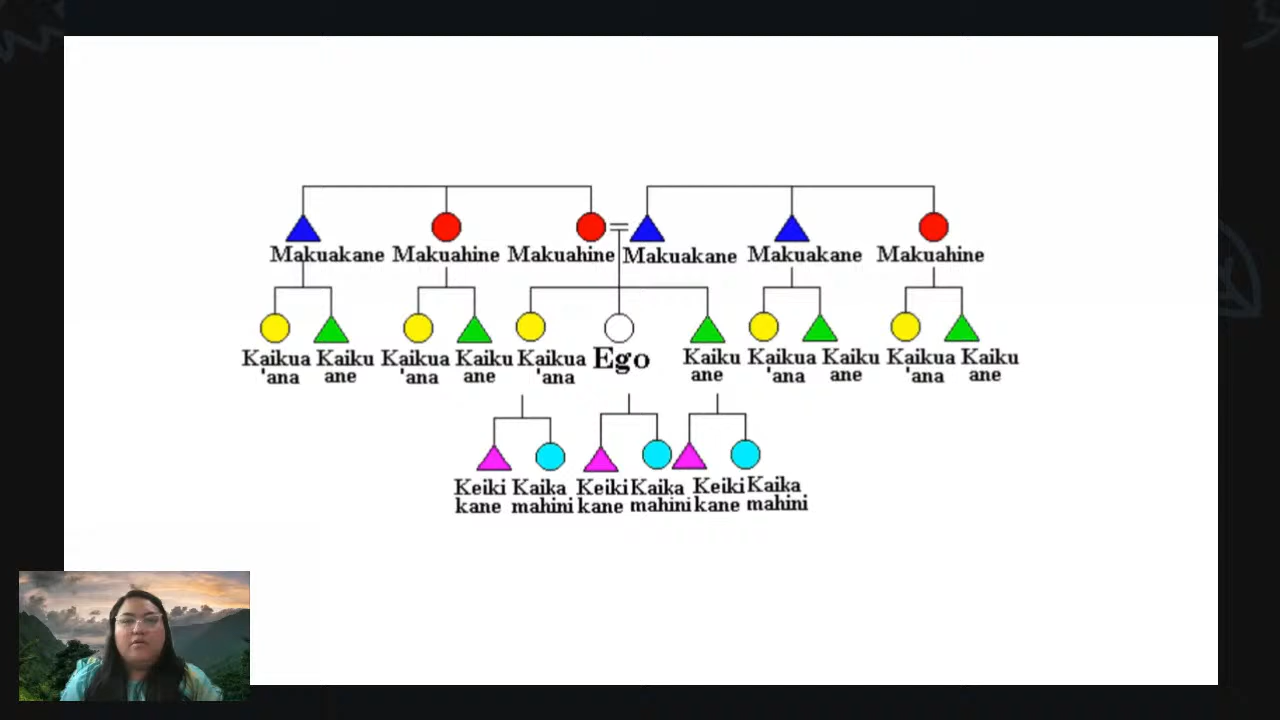 Makuakane Makuahine Makuahine Makuakane Makuakane Makuahine
Kaikua Kaiku Kaikua Kaiku Kaikua Ego Kaiku Kaikua Kaiku Kaikua Kaiku
'ana ane 'ana ane 'ana ane 'ana ane 'ana ane
Keiki Kaika Keiki Kaika Keiki Kaika
kane mahini kane mahini kane mahini